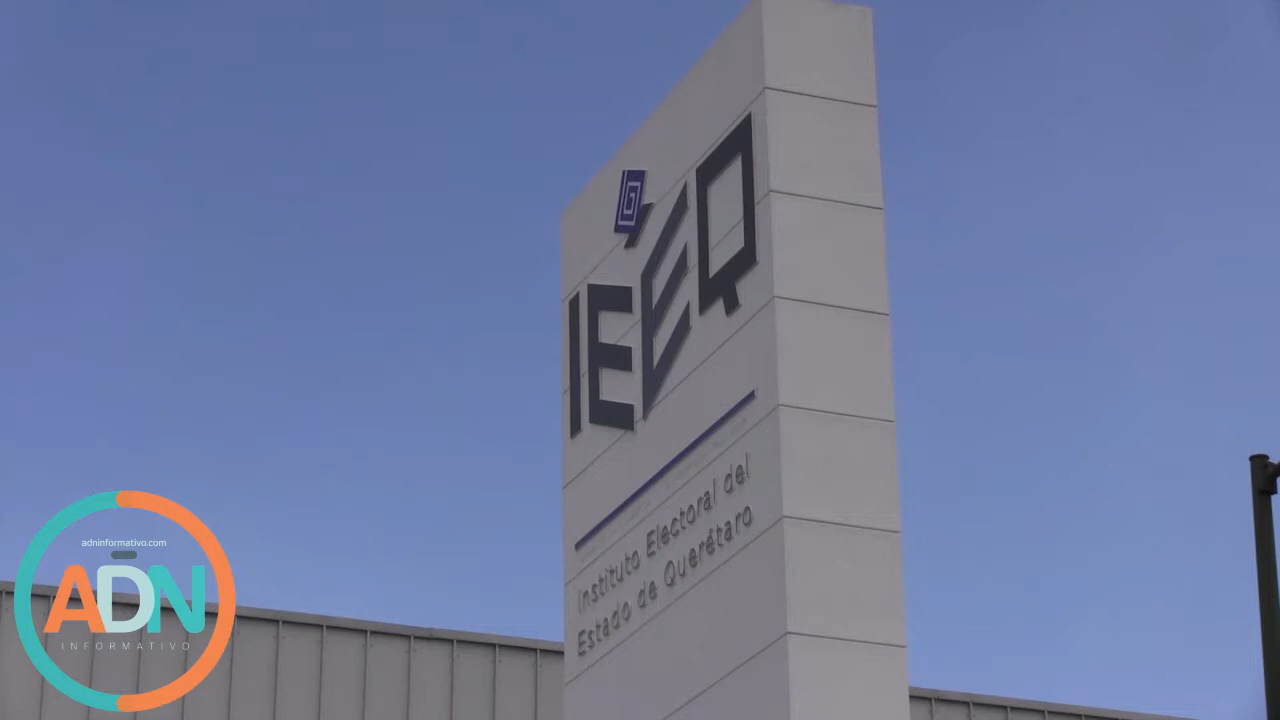 IEEQ
Instituto Electoral del
Estado de Querétaro
adninformativo.com
ADN
INFORMATIVO